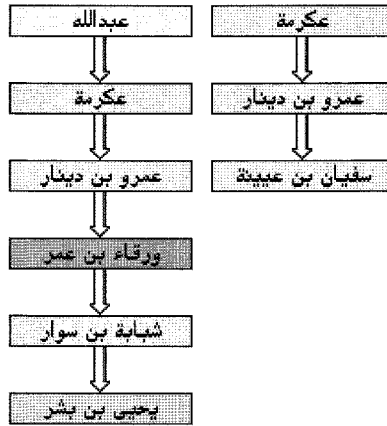 عكرمة
عمرو بن دينار
سفيان بن عيينة
عبدالله
عكرمة
عمرو بن دينار
ورقاء بن عمر
شبابة بن سوار
يحيى بن بشر